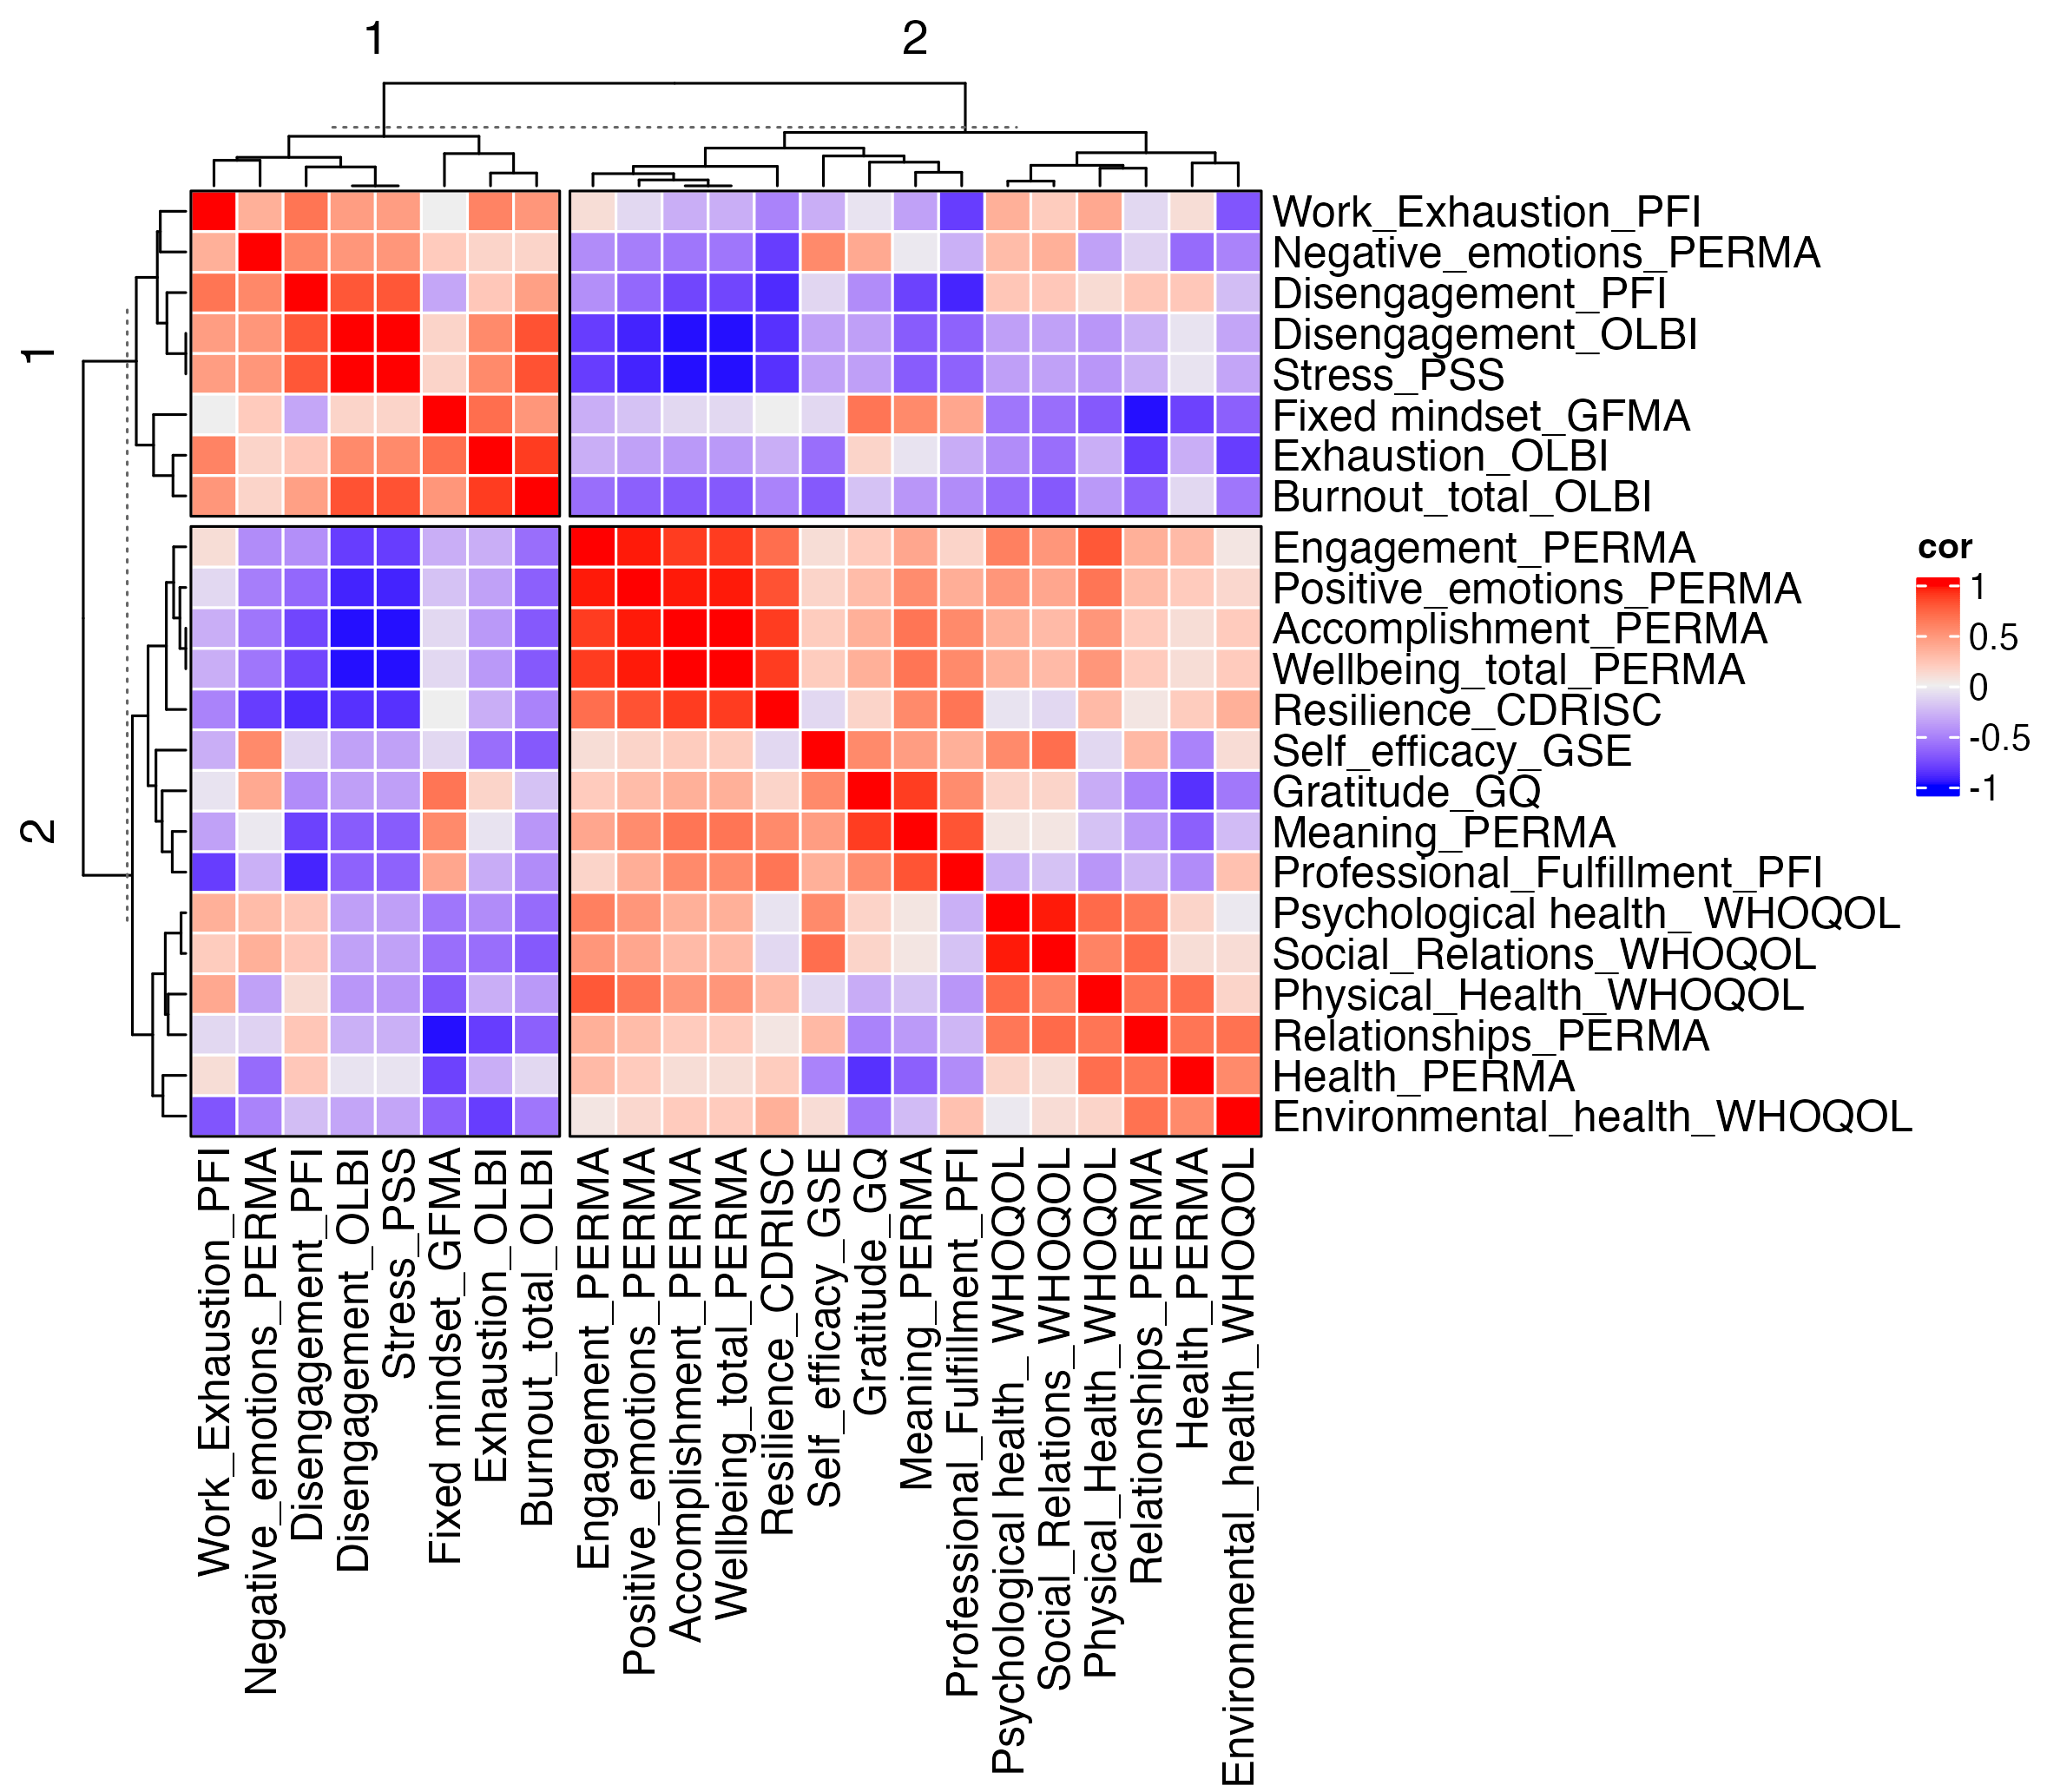 1
2
1
2
Work_Exhaustion_PFI
Negative_emotions_PERMA
Disengagement_PFI
Disengagement_OLBI
Stress_PSS
Fixed mindset_GFMA
Exhaustion_OLBI
Burnout_total_OLBI
Engagement_PERMA
Positive_emotions_PERMA
Accomplishment_PERMA
Wellbeing_total_PERMA
Resilience_CDRISC
Self_efficacy_GSE
Gratitude_GQ
Meaning_PERMA
Professional_Fulfillment_PFI
Psychological health_ WHOQOL
Social_Relations_WHOQOL
Physical_Health_WHOQOL
Relationships_PERMA
Health_PERMA
Environmental_health_WHOQOL
cor
1
0.5
0
-0.5
-1
Work_Exhaustion_PFI
Negative_emotions_PERMA
Disengagement_PFI
Disengagement_OLBI
Stress_PSS
Fixed mindset_GFMA
Exhaustion_OLBI
Burnout_total_OLBI
Engagement_PERMA
Positive_emotions_PERMA
Accomplishment_PERMA
Wellbeing_total_PERMA
Resilience_CDRISC
Self_efficacy_GSE
Gratitude_GQ
Meaning_PERMA
Professional_Fulfillment_PFI
Psychological health_ WHOQOL
Social_Relations_WHOQOL
Physical_Health_WHOQOL
Relationships_PERMA
Health_PERMA
Environmental_health_WHOQOL